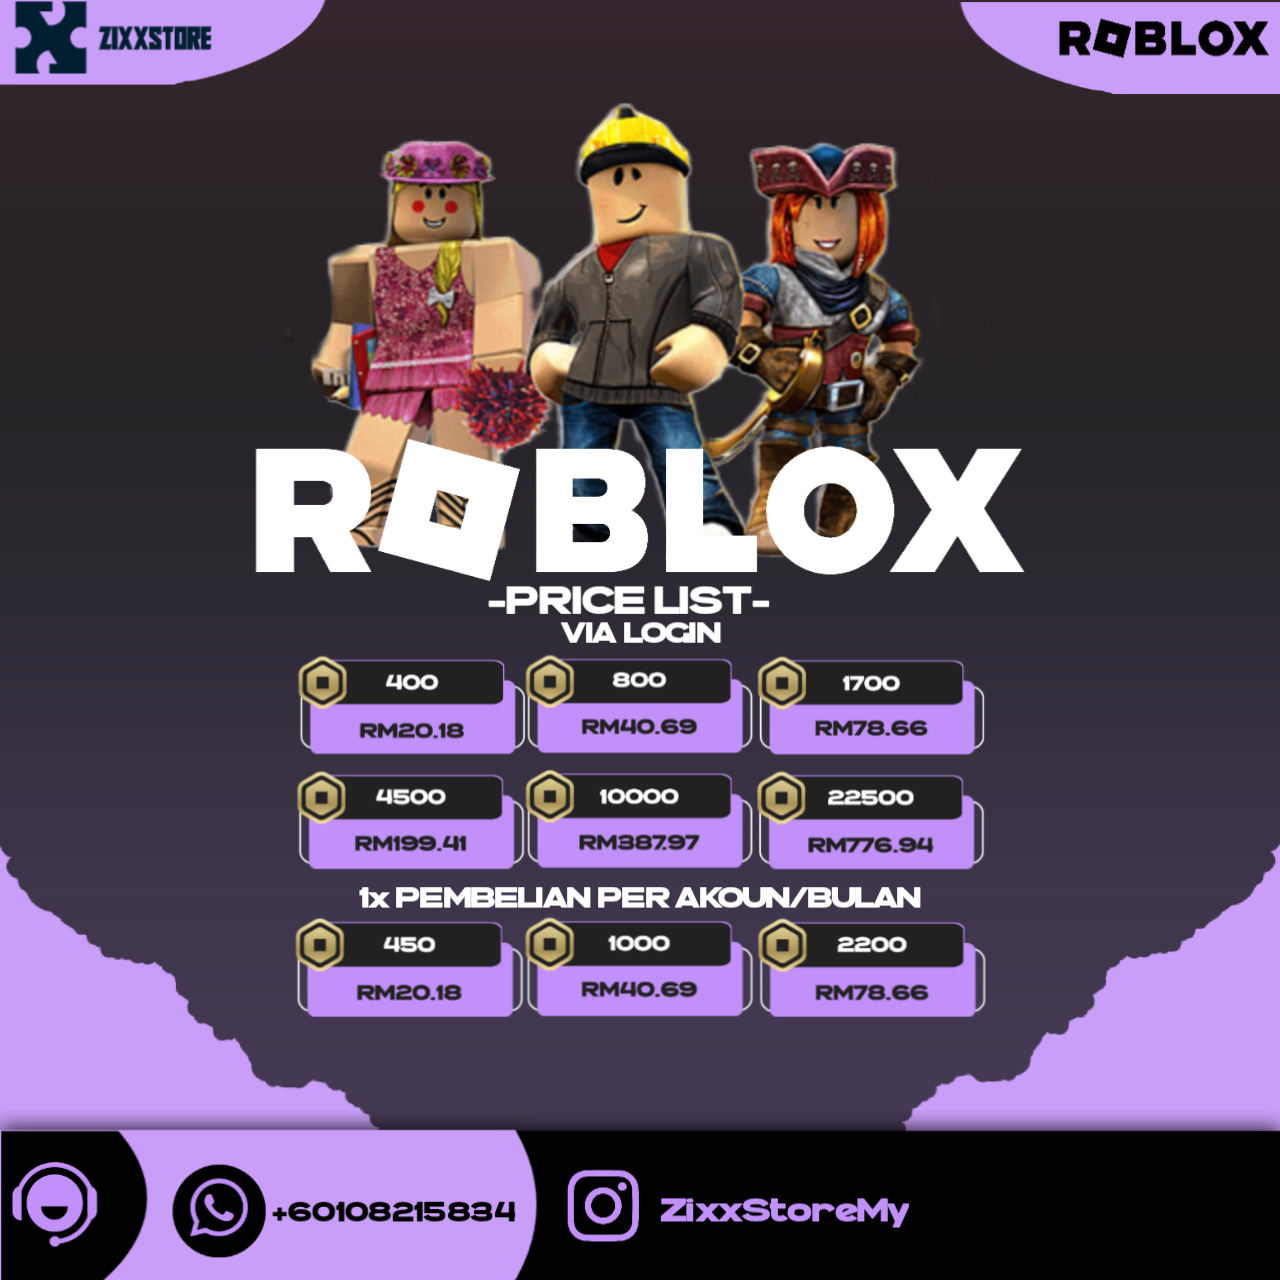 ZIXXSTORE
ROBLOX
ROBLOX
-PRICE LIST-
VIA LOGIN
400 800 1700
RM20.18 RM40.69 RM78.66
4500 10000 22500
RM199.41 RM387.97 RM776.94
1x PEMBELIAN PER AKOUN/BULAN
450 1000 2200
RM20.18 RM40.69 RM78.66
+60108215834 ZixxStoreMy